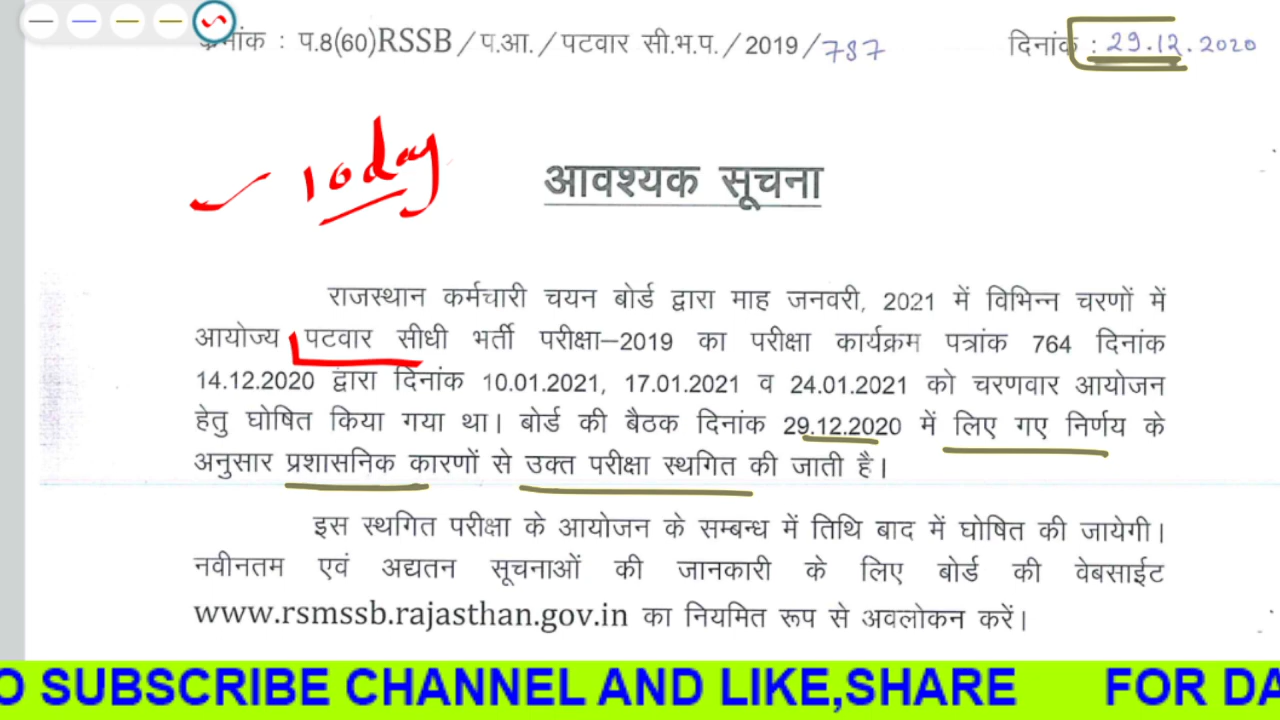 क्रमांक : प.8(60)RSSB / प.आ. / पटवार सी.भ.प. / 2019 / 787 दिनांक : 29.12.2020
Today
आवश्यक सूचना
राजस्थान कर्मचारी चयन बोर्ड द्वारा माह जनवरी, 2021 में विभिन्न चरणों में
आयोज्य पटवार सीधी भर्ती परीक्षा–2019 का परीक्षा कार्यक्रम पत्रांक 764 दिनांक
14.12.2020 द्वारा दिनांक 10.01.2021, 17.01.2021 व 24.01.2021 को चरणवार आयोजन
हेतु घोषित किया गया था। बोर्ड की बैठक दिनांक 29.12.2020 में लिए गए निर्णय के
अनुसार प्रशासनिक कारणों से उक्त परीक्षा स्थगित की जाती है।
इस स्थगित परीक्षा के आयोजन के सम्बन्ध में तिथि बाद में घोषित की जायेगी।
नवीनतम एवं अद्यतन सूचनाओं की जानकारी के लिए बोर्ड की वेबसाईट
www.rsmssb.rajasthan.gov.in का नियमित रूप से अवलोकन करें।
O SUBSCRIBE CHANNEL AND LIKE,SHARE FOR DA